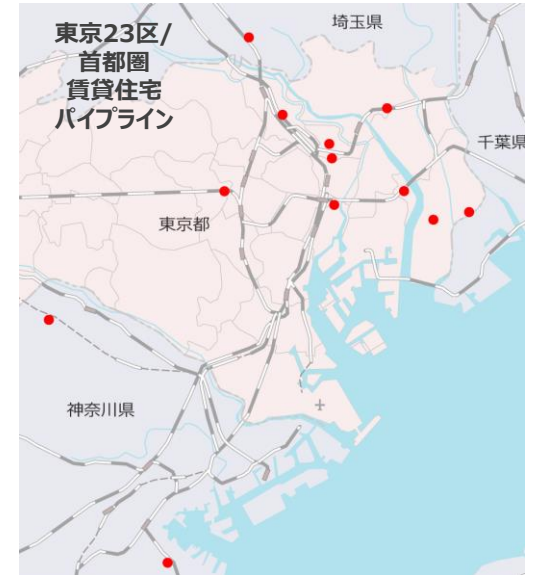 東京23区/
首都圏
賃貸住宅
パイプライン
埼玉県
千葉県
東京都
神奈川県